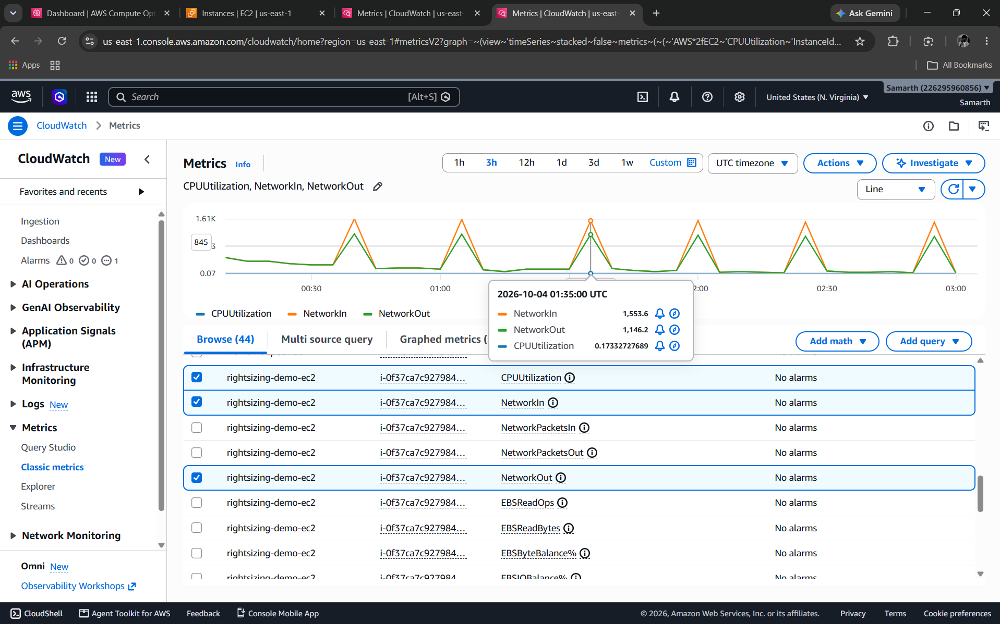 Dashboard | AWS Compute Opt
Instances | EC2 | us-east-1
Metrics | CloudWatch | us-east-
Metrics | CloudWatch | us-east-
Ask Gemini
us-east-1.console.aws.amazon.com/cloudwatch/home?region=us-east-1#metricsV2?graph=~(view~'timeSeries~stacked~false~metrics~(~(~'AWS*2fEC2~'CPUUtilization~'InstanceId...
Apps
All Bookmarks
aws
Search
[Alt+S]
United States (N. Virginia)
Samarth (226295960856)
Samarth
CloudWatch
Metrics
CloudWatch
New
Favorites and recents
Ingestion
Dashboards
Alarms 0 0 1
AI Operations
GenAI Observability
Application Signals
(APM)
Infrastructure
Monitoring
Logs New
Metrics
Query Studio
Classic metrics
Explorer
Streams
Network Monitoring
Omni New
Observability Workshops
Metrics Info
1h 3h 12h 1d 3d 1w Custom
UTC timezone
Actions
Investigate
CPUUtilization, NetworkIn, NetworkOut
Line
1.61K
845
3
0.07
00:30 01:00 2:00 02:30 03:00
CPUUtilization NetworkIn NetworkOut
2026-10-04 01:35:00 UTC
NetworkIn 1,553.6
NetworkOut 1,146.2
CPUUtilization 0.17332727689
Browse (44)
Multi source query
Graphed metrics (
Add math
Add query
rightsizing-demo-ec2 i-0f37ca7c927984... CPUUtilization No alarms
rightsizing-demo-ec2 i-0f37ca7c927984... NetworkIn No alarms
rightsizing-demo-ec2 i-0f37ca7c927984... NetworkPacketsIn No alarms
rightsizing-demo-ec2 i-0f37ca7c927984... NetworkPacketsOut No alarms
rightsizing-demo-ec2 i-0f37ca7c927984... NetworkOut No alarms
rightsizing-demo-ec2 i-0f37ca7c927984... EBSReadOps No alarms
rightsizing-demo-ec2 i-0f37ca7c927984... EBSReadBytes No alarms
rightsizing-demo-ec2 i-0f37ca7c927984... EBSByteBalance% No alarms
rightsizing-demo-ec2 i-0f37ca7c927984 EBSIOBalance% No alarms
CloudShell
Agent Toolkit for AWS
Feedback
Console Mobile App
© 2026, Amazon Web Services, Inc. or its affiliates.
Privacy
Terms
Cookie preferences